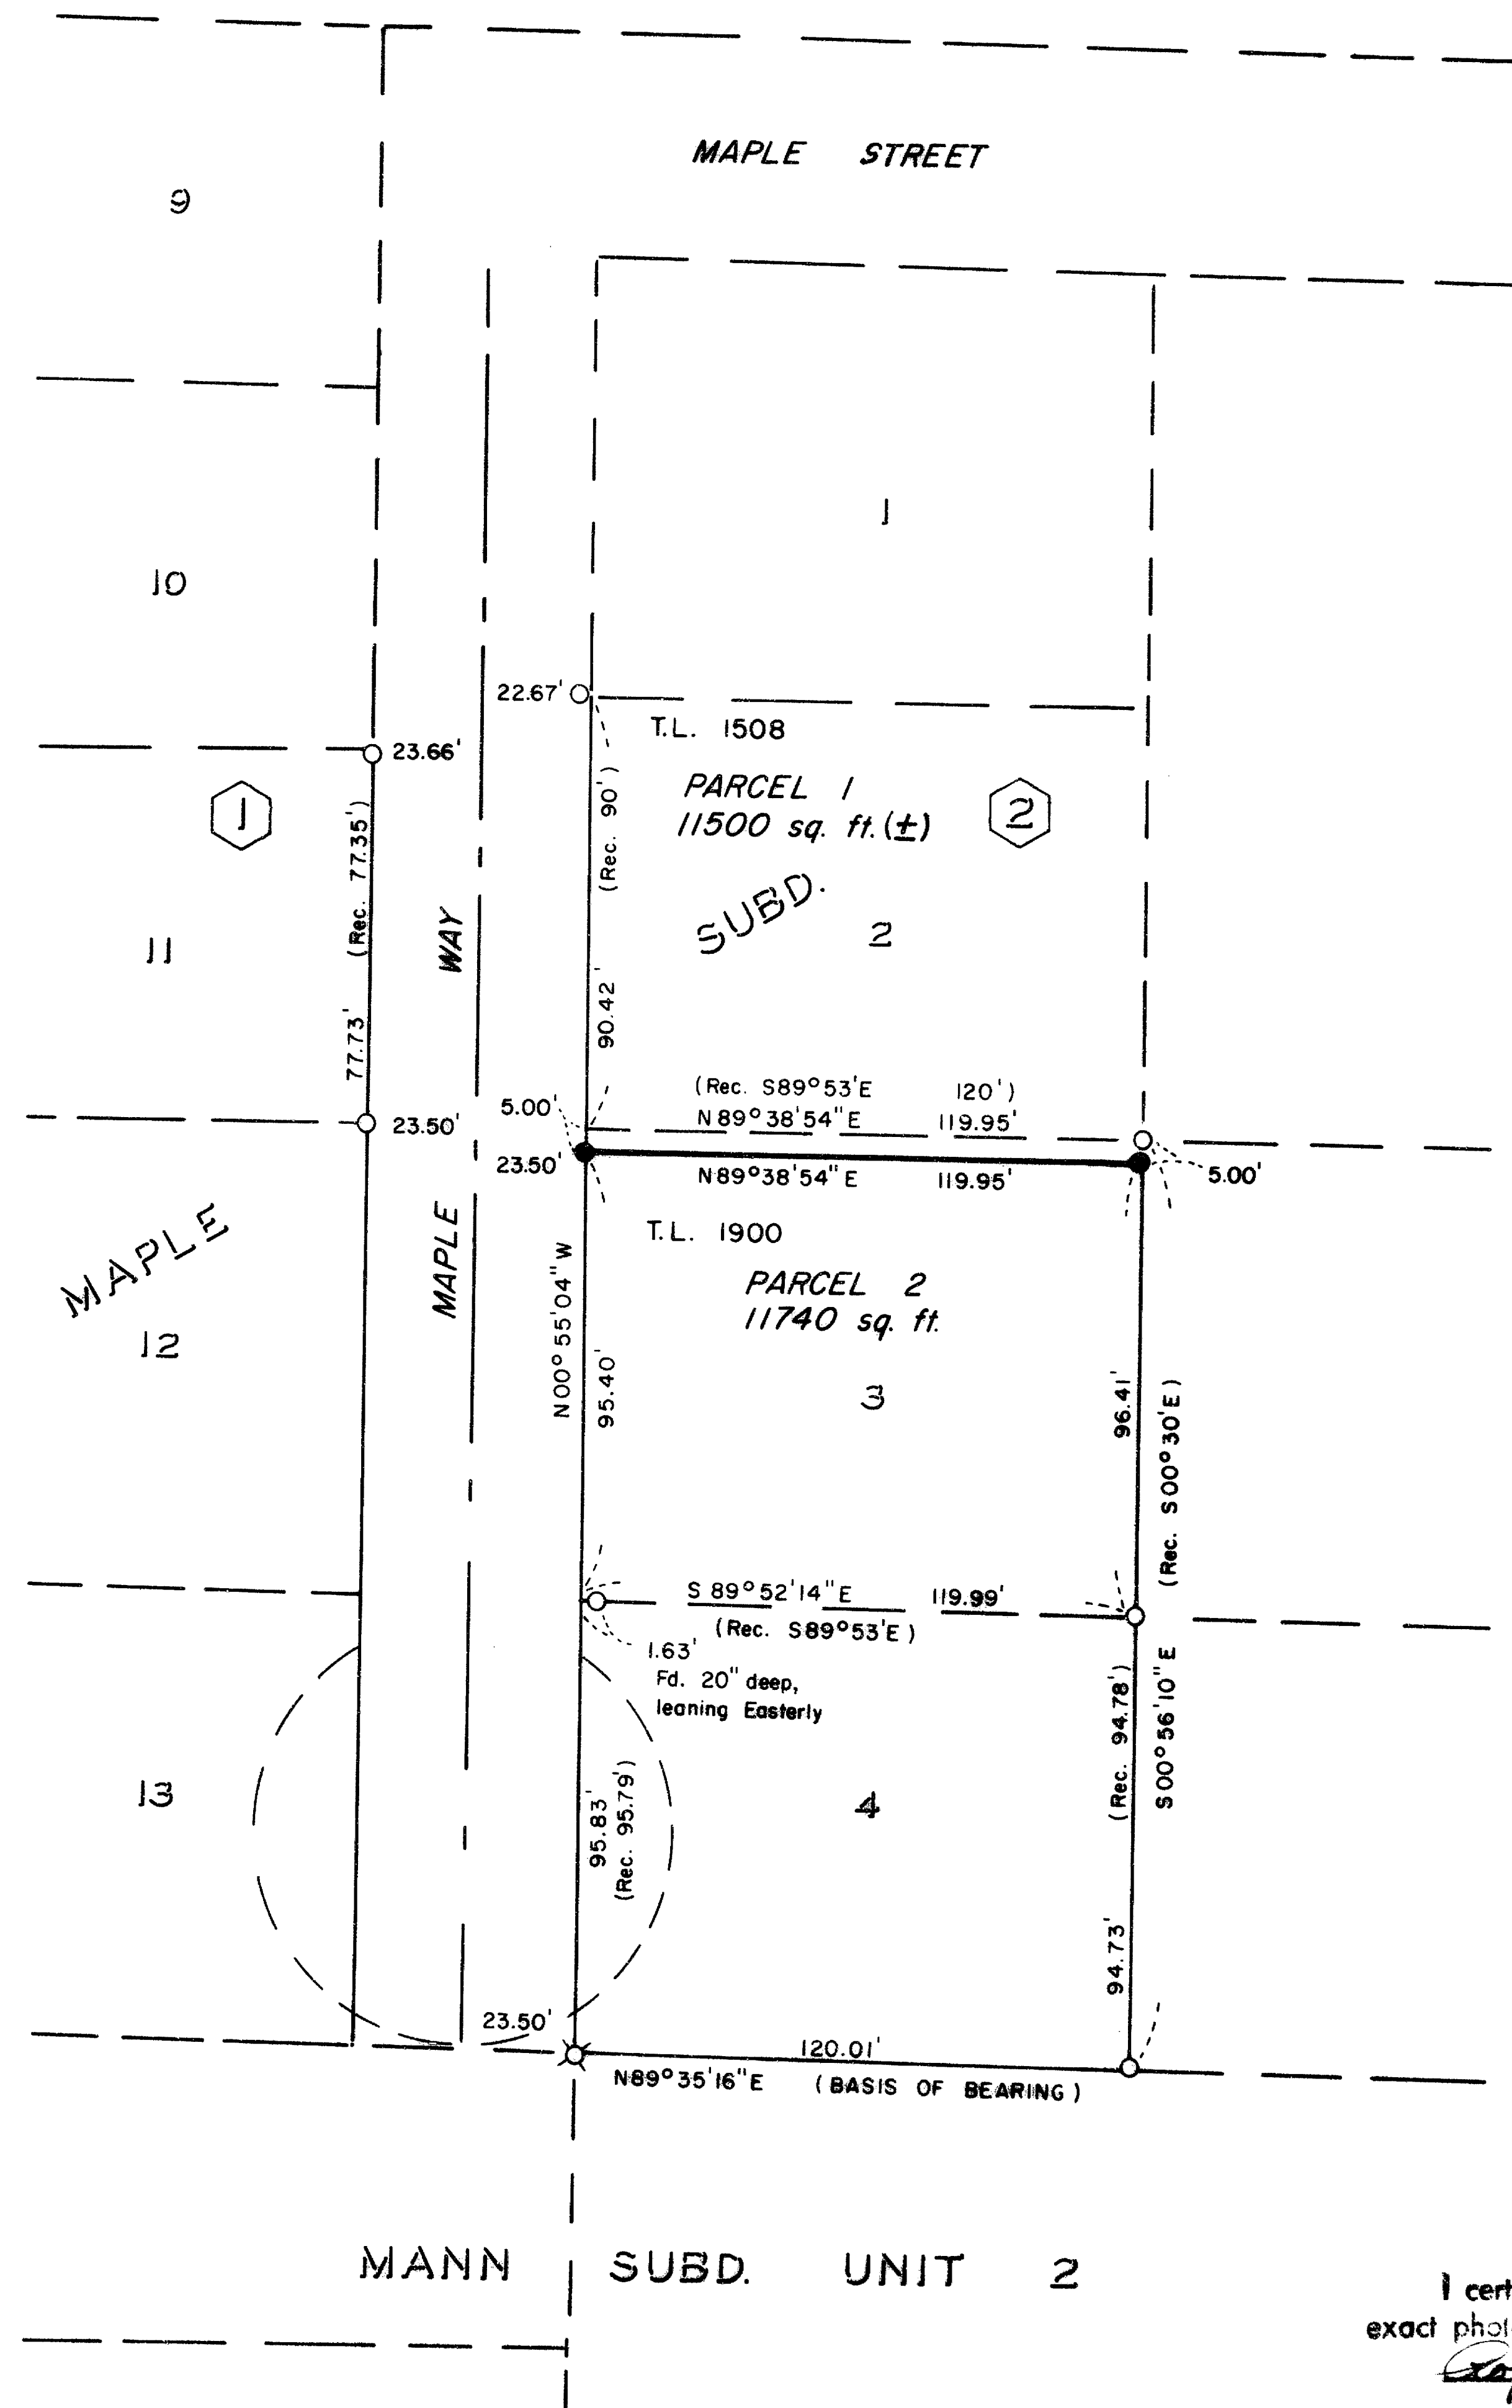 MAPLE STREET
9
1
10
22.67'
T.L. 1508
23.66'
PARCEL 1
11500 sq. ft. (±)
1
2
(Rec. 77.35')
77.73'
(Rec. 90')
90.42'
SUBD.
2
11
MAPLE WAY
(Rec. S89°53'E 120')
N89°38'54"E 119.95'
5.00'
23.50'
23.50'
N89°38'54"E 119.95'
5.00'
T.L. 1900
MAPLE
PARCEL 2
11740 sq. ft.
12
N00°55'04"W
95.40'
3
96.41'
(Rec. S00°30'E)
S89°52'14"E 119.99'
(Rec. S89°53'E)
1.63'
Fd. 20" deep,
leaning Easterly
13
95.83'
(Rec. 95.79')
4
(Rec. 94.78')
94.73'
S00°56'10"E
23.50'
120.01'
N89°35'16"E (BASIS OF BEARING)
MANN SUBD. UNIT 2
I cert
exact phot